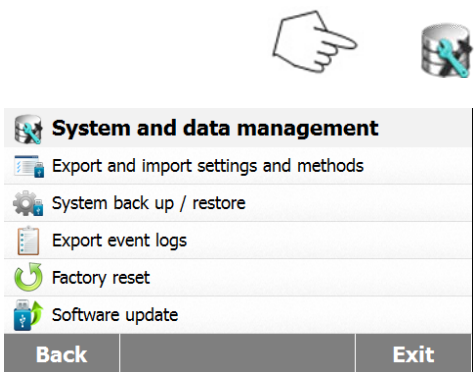 System and data management
Export and import settings and methods
System back up / restore
Export event logs
Factory reset
Software update
Back
Exit